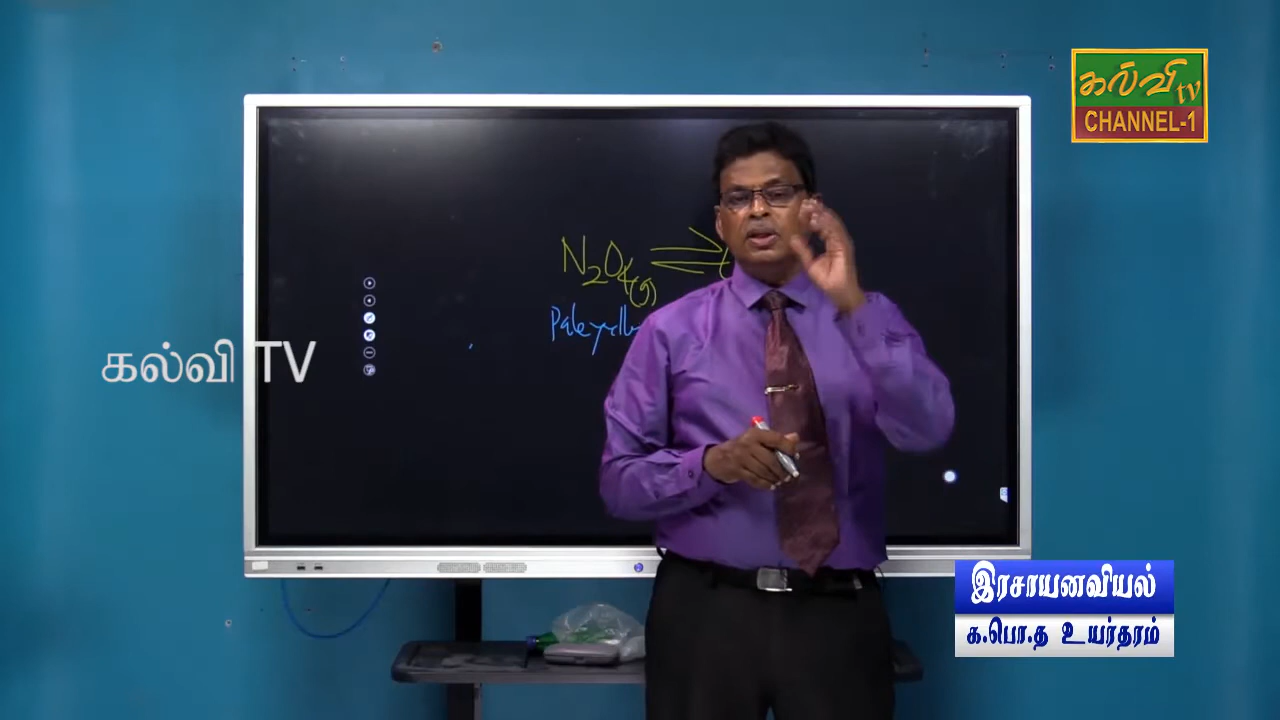 கல்வி tv
CHANNEL-1
N₂O₄(g) ⇌
கல்வி TV
இரசாயனவியல்
க.பொ.த உயர்தரம்